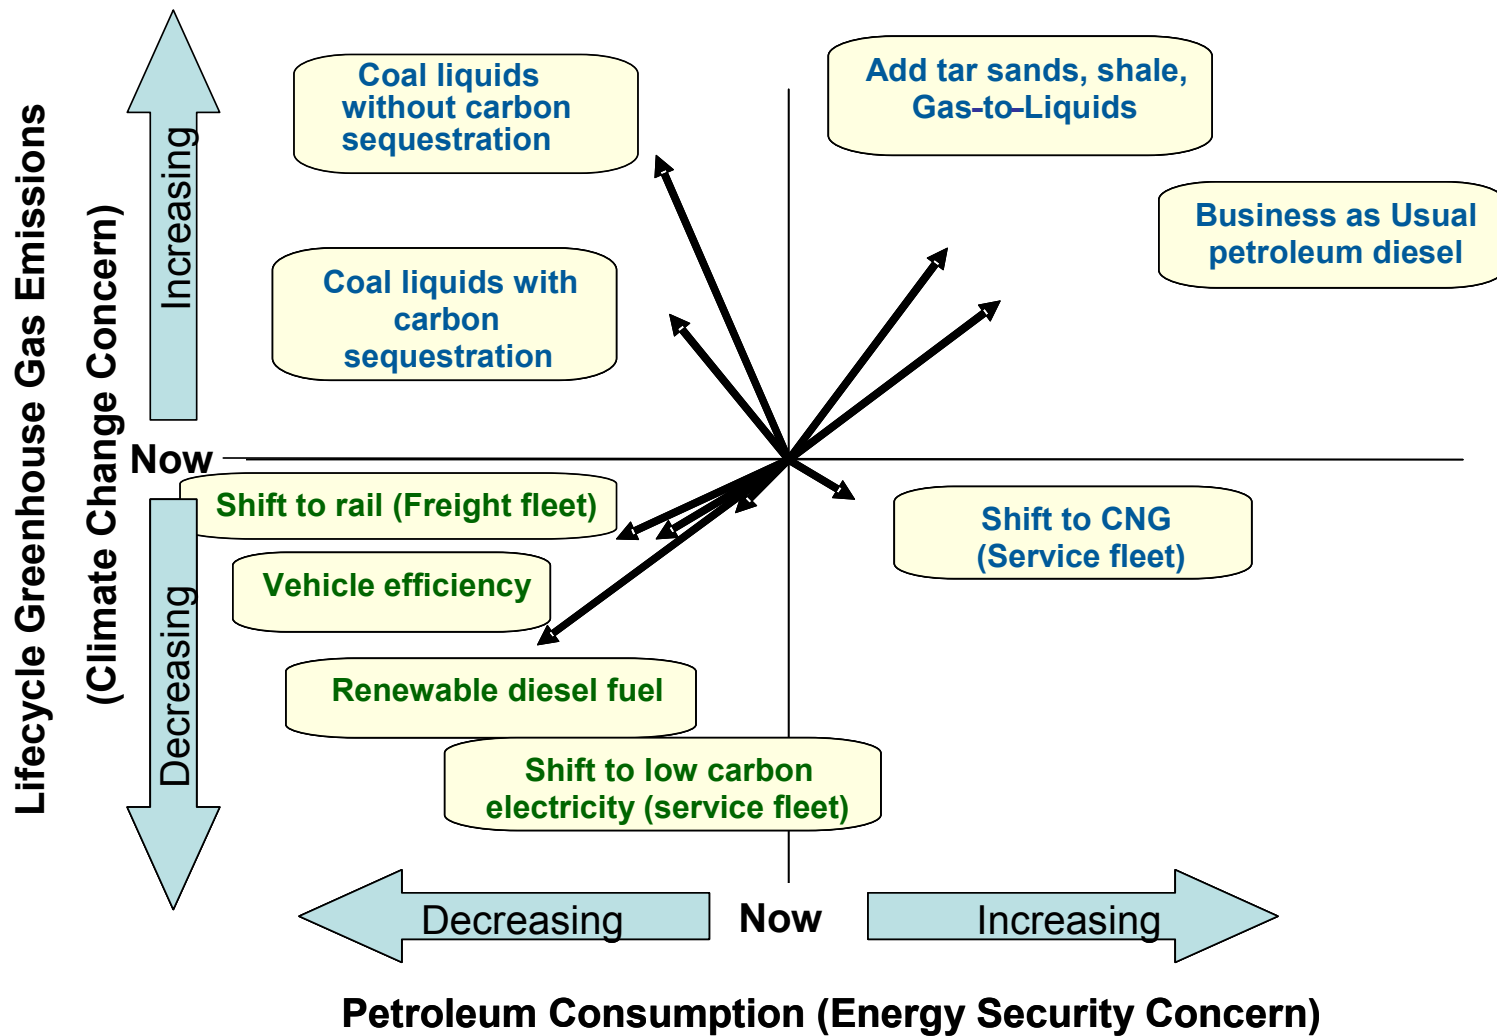 Lifecycle Greenhouse Gas Emissions
(Climate Change Concern)
Increasing
Now
Decreasing
Coal liquids
without carbon
sequestration
Add tar sands, shale,
Gas-to-Liquids
Business as Usual
petroleum diesel
Coal liquids with
carbon
sequestration
Shift to rail (Freight fleet)
Shift to CNG
(Service fleet)
Vehicle efficiency
Renewable diesel fuel
Shift to low carbon
electricity (service fleet)
Decreasing
Now
Increasing
Petroleum Consumption (Energy Security Concern)